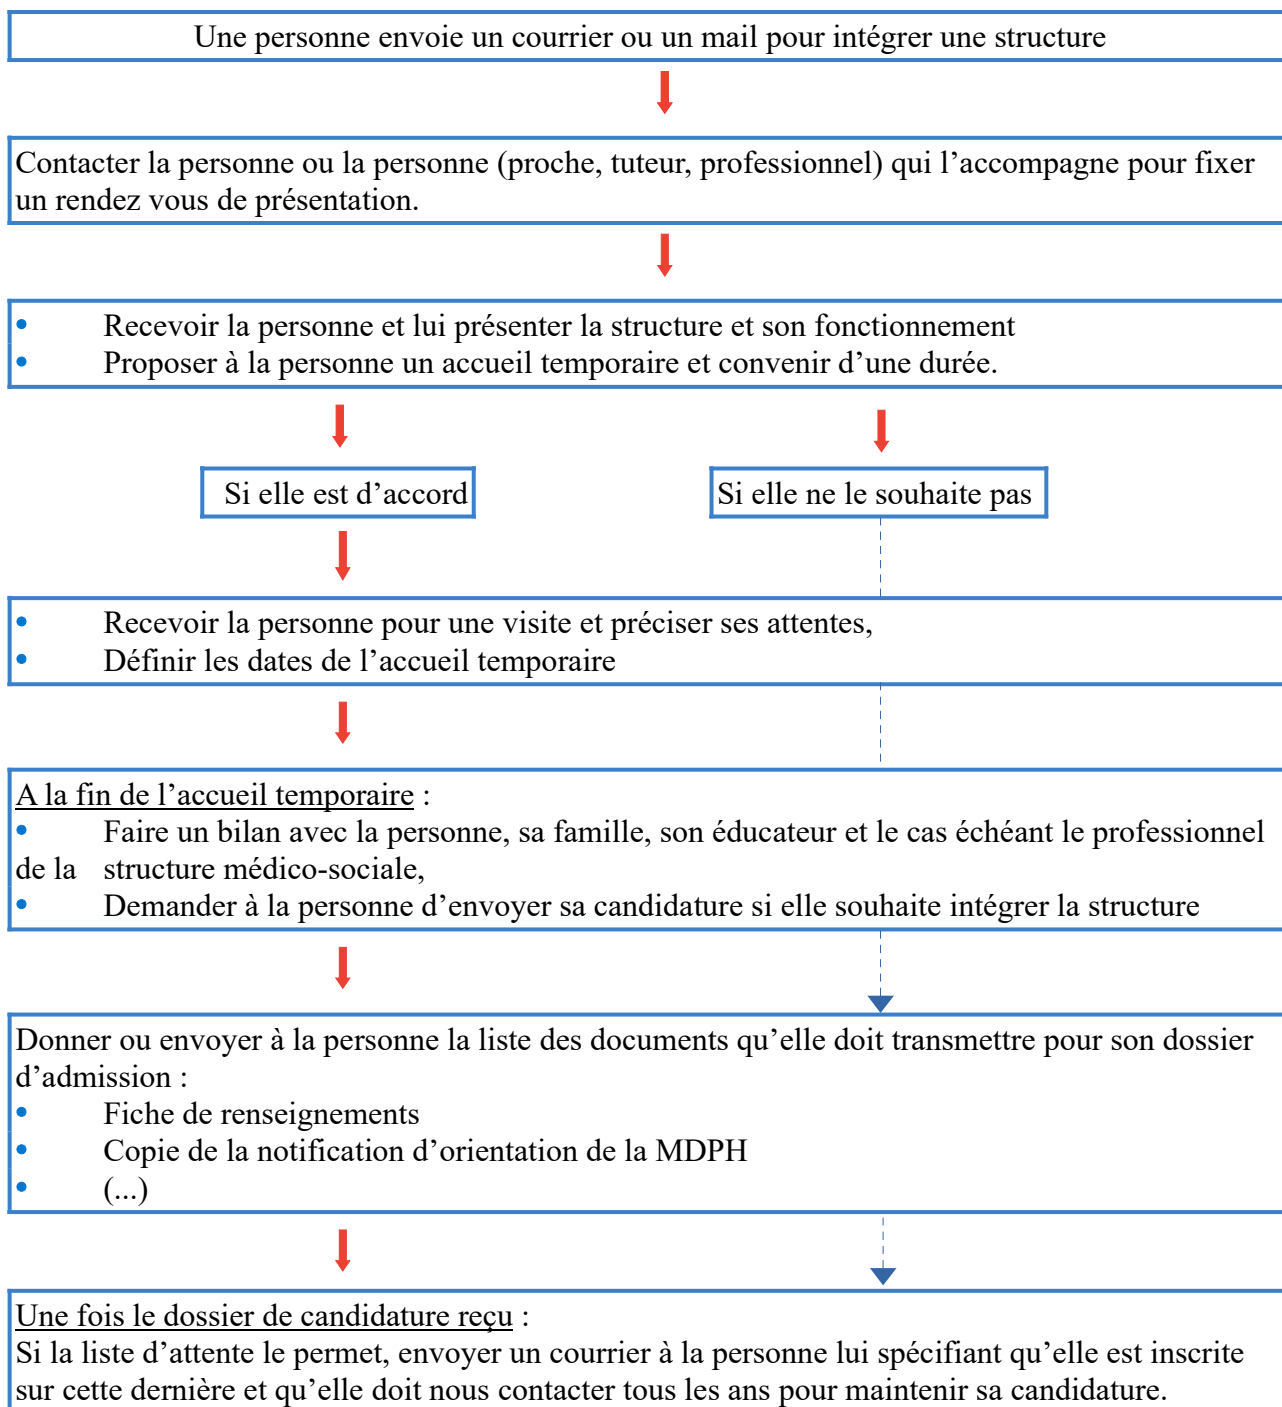 Une personne envoie un courrier ou un mail pour intégrer une structure
Contacter la personne ou la personne (proche, tuteur, professionnel) qui l’accompagne pour fixer
un rendez vous de présentation.
• Recevoir la personne et lui présenter la structure et son fonctionnement
• Proposer à la personne un accueil temporaire et convenir d’une durée.
Si elle est d’accord
Si elle ne le souhaite pas
• Recevoir la personne pour une visite et préciser ses attentes,
• Définir les dates de l’accueil temporaire
A la fin de l’accueil temporaire :
• Faire un bilan avec la personne, sa famille, son éducateur et le cas échéant le professionnel
de la structure médico-sociale,
• Demander à la personne d’envoyer sa candidature si elle souhaite intégrer la structure
Donner ou envoyer à la personne la liste des documents qu’elle doit transmettre pour son dossier
d’admission :
• Fiche de renseignements
• Copie de la notification d’orientation de la MDPH
• (...)
Une fois le dossier de candidature reçu :
Si la liste d’attente le permet, envoyer un courrier à la personne lui spécifiant qu’elle est inscrite
sur cette dernière et qu’elle doit nous contacter tous les ans pour maintenir sa candidature.